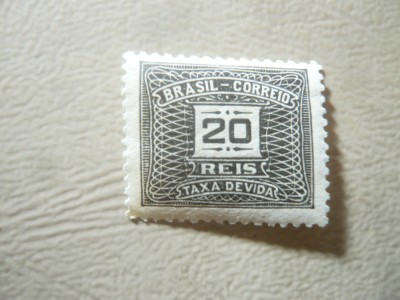 BRASIL-CORREIO
20
REIS
TAXA DEVIDA